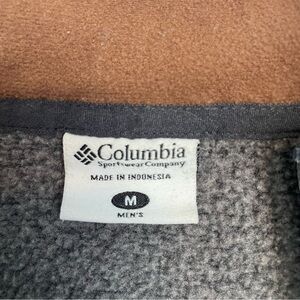 Columbia
Sportswear Company
MADE IN INDONESIA
M
MEN'S